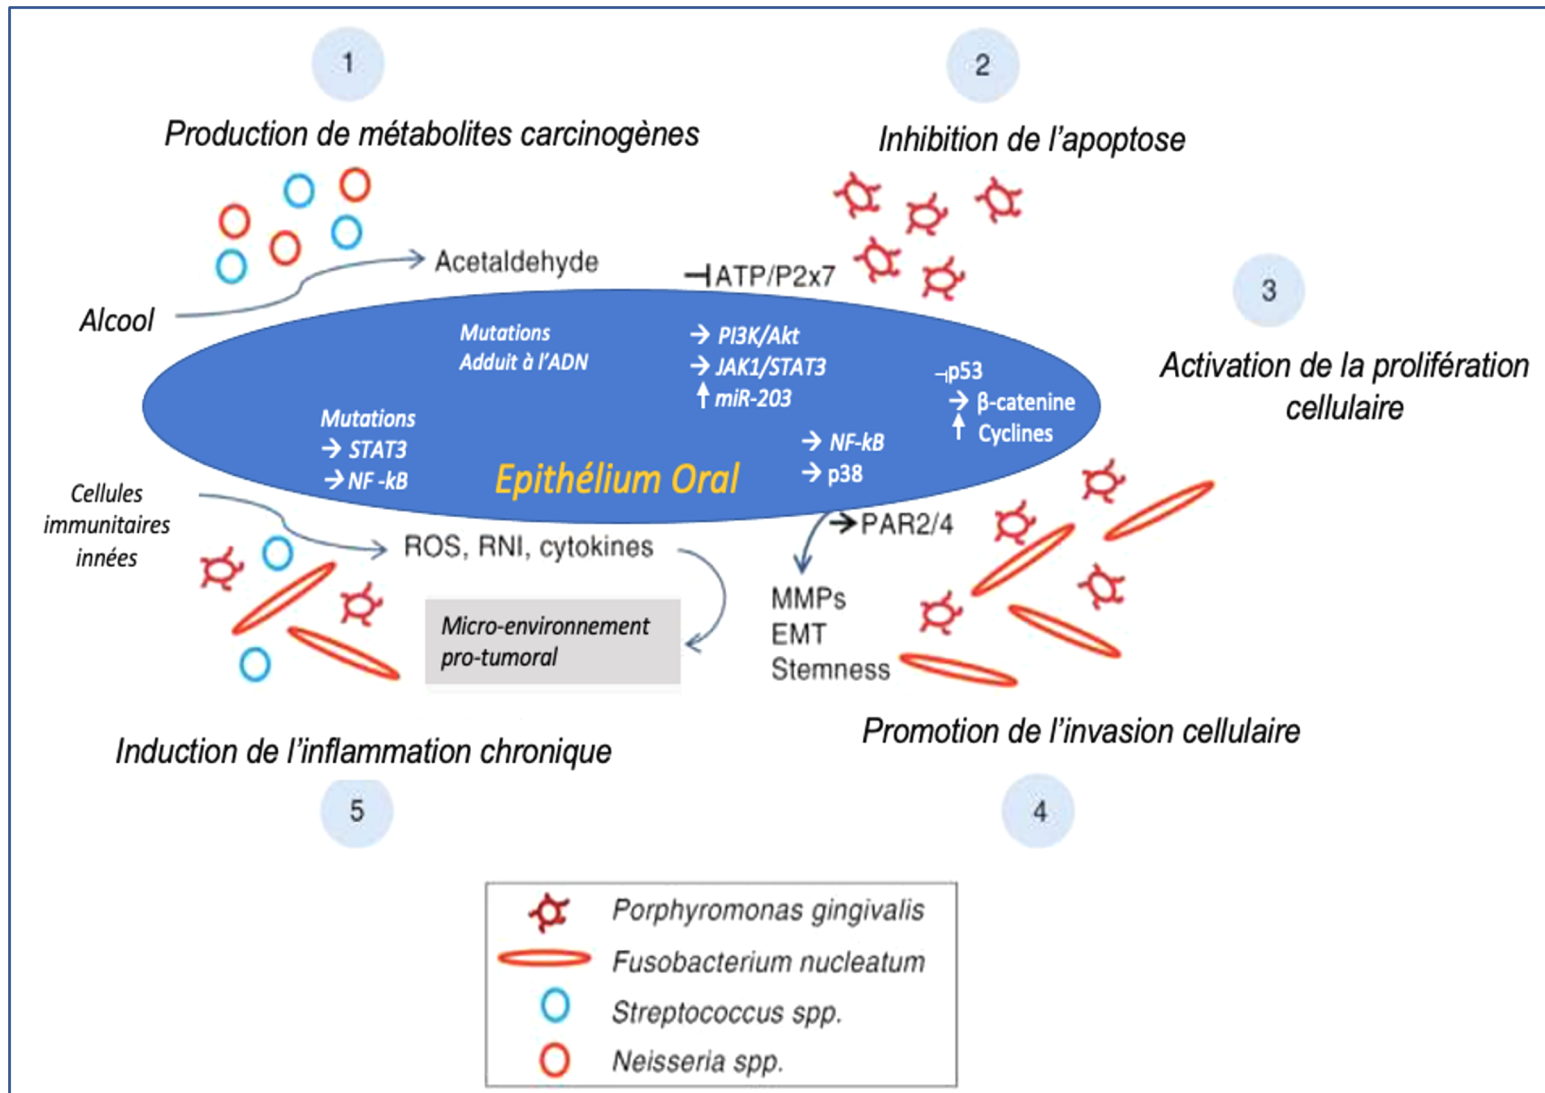 1
Production de métabolites carcinogènes
2
Inhibition de l'apoptose
Acetaldehyde
Alcool
⊣ATP/P2x7
3
Activation de la prolifération
cellulaire
Mutations
Adduit à l'ADN
→ PI3K/Akt
→ JAK1/STAT3
↑ miR-203
⊣p53
→ β-catenine
↑ Cyclines
Mutations
→ STAT3
→ NF -kB
Epithélium Oral
→ NF-kB
→ p38
Cellules
immunitaires
innées
ROS, RNI, cytokines
→ PAR2/4
Micro-environnement
pro-tumoral
MMPs
EMT
Stemness
Induction de l'inflammation chronique
5
Promotion de l'invasion cellulaire
4
Porphyromonas gingivalis
Fusobacterium nucleatum
Streptococcus spp.
Neisseria spp.